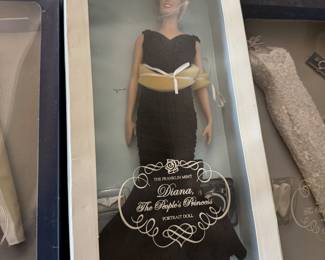 THE FRANKLIN MINT
Diana,
The People's Princess
PORTRAIT DOLL